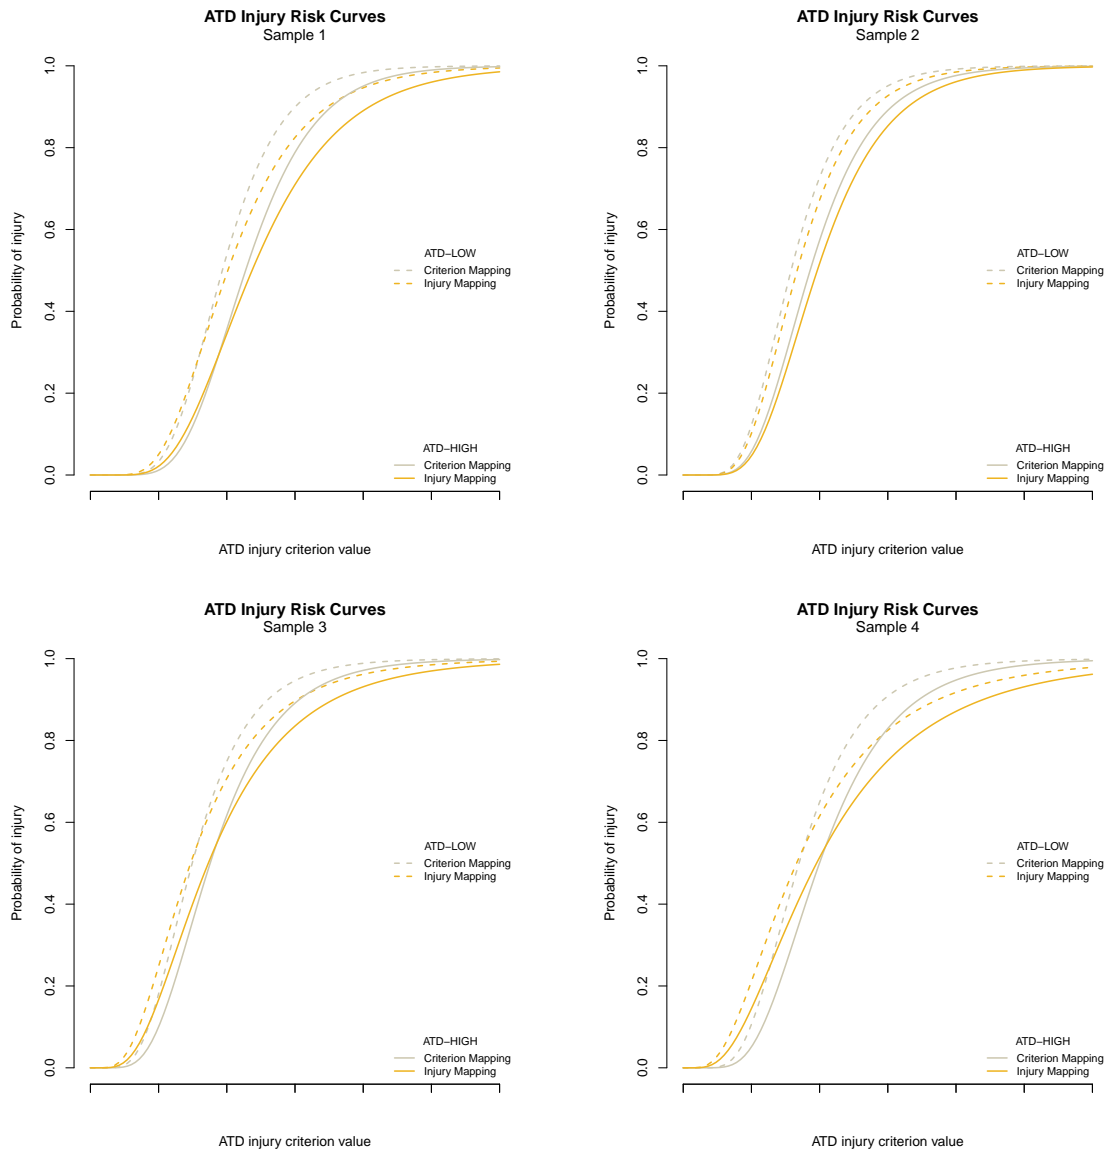 ATD Injury Risk Curves
Sample 1
Probability of injury
1.0
0.8
0.6
0.4
0.2
0.0
ATD−LOW
Criterion Mapping
Injury Mapping
ATD−HIGH
Criterion Mapping
Injury Mapping
ATD injury criterion value
ATD Injury Risk Curves
Sample 2
Probability of injury
1.0
0.8
0.6
0.4
0.2
0.0
ATD−LOW
Criterion Mapping
Injury Mapping
ATD−HIGH
Criterion Mapping
Injury Mapping
ATD injury criterion value
ATD Injury Risk Curves
Sample 3
Probability of injury
1.0
0.8
0.6
0.4
0.2
0.0
ATD−LOW
Criterion Mapping
Injury Mapping
ATD−HIGH
Criterion Mapping
Injury Mapping
ATD injury criterion value
ATD Injury Risk Curves
Sample 4
Probability of injury
1.0
0.8
0.6
0.4
0.2
0.0
ATD−LOW
Criterion Mapping
Injury Mapping
ATD−HIGH
Criterion Mapping
Injury Mapping
ATD injury criterion value